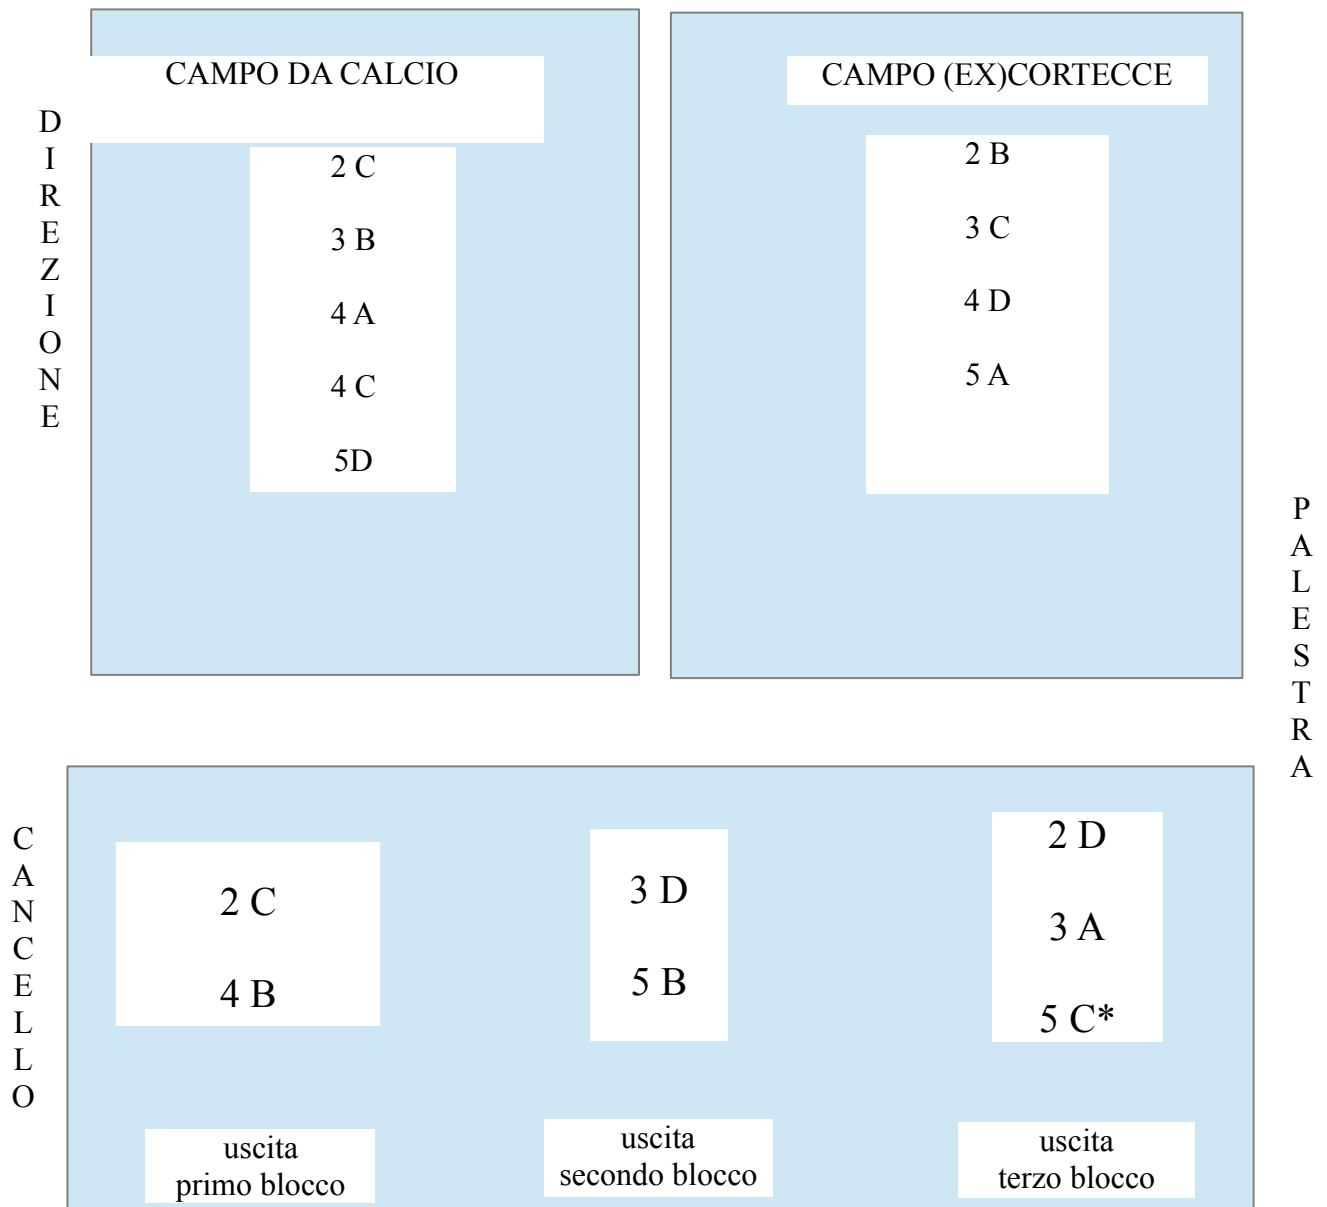 CAMPO DA CALCIO
2 C
3 B
4 A
4 C
5D
CAMPO (EX)CORTECCE
2 B
3 C
4 D
5 A
DIREZIONE
PALESTRA
CANCELLO
2 C
4 B
uscita
primo blocco
3 D
5 B
uscita
secondo blocco
2 D
3 A
5 C*
uscita
terzo blocco